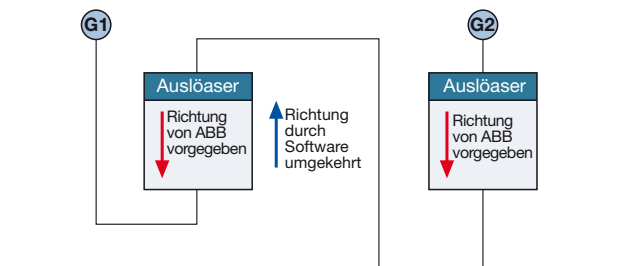 G1
G2
Auslöaser
Richtung
von ABB
vorgegeben
Richtung
durch
Software
umgekehrt
Auslöaser
Richtung
von ABB
vorgegeben